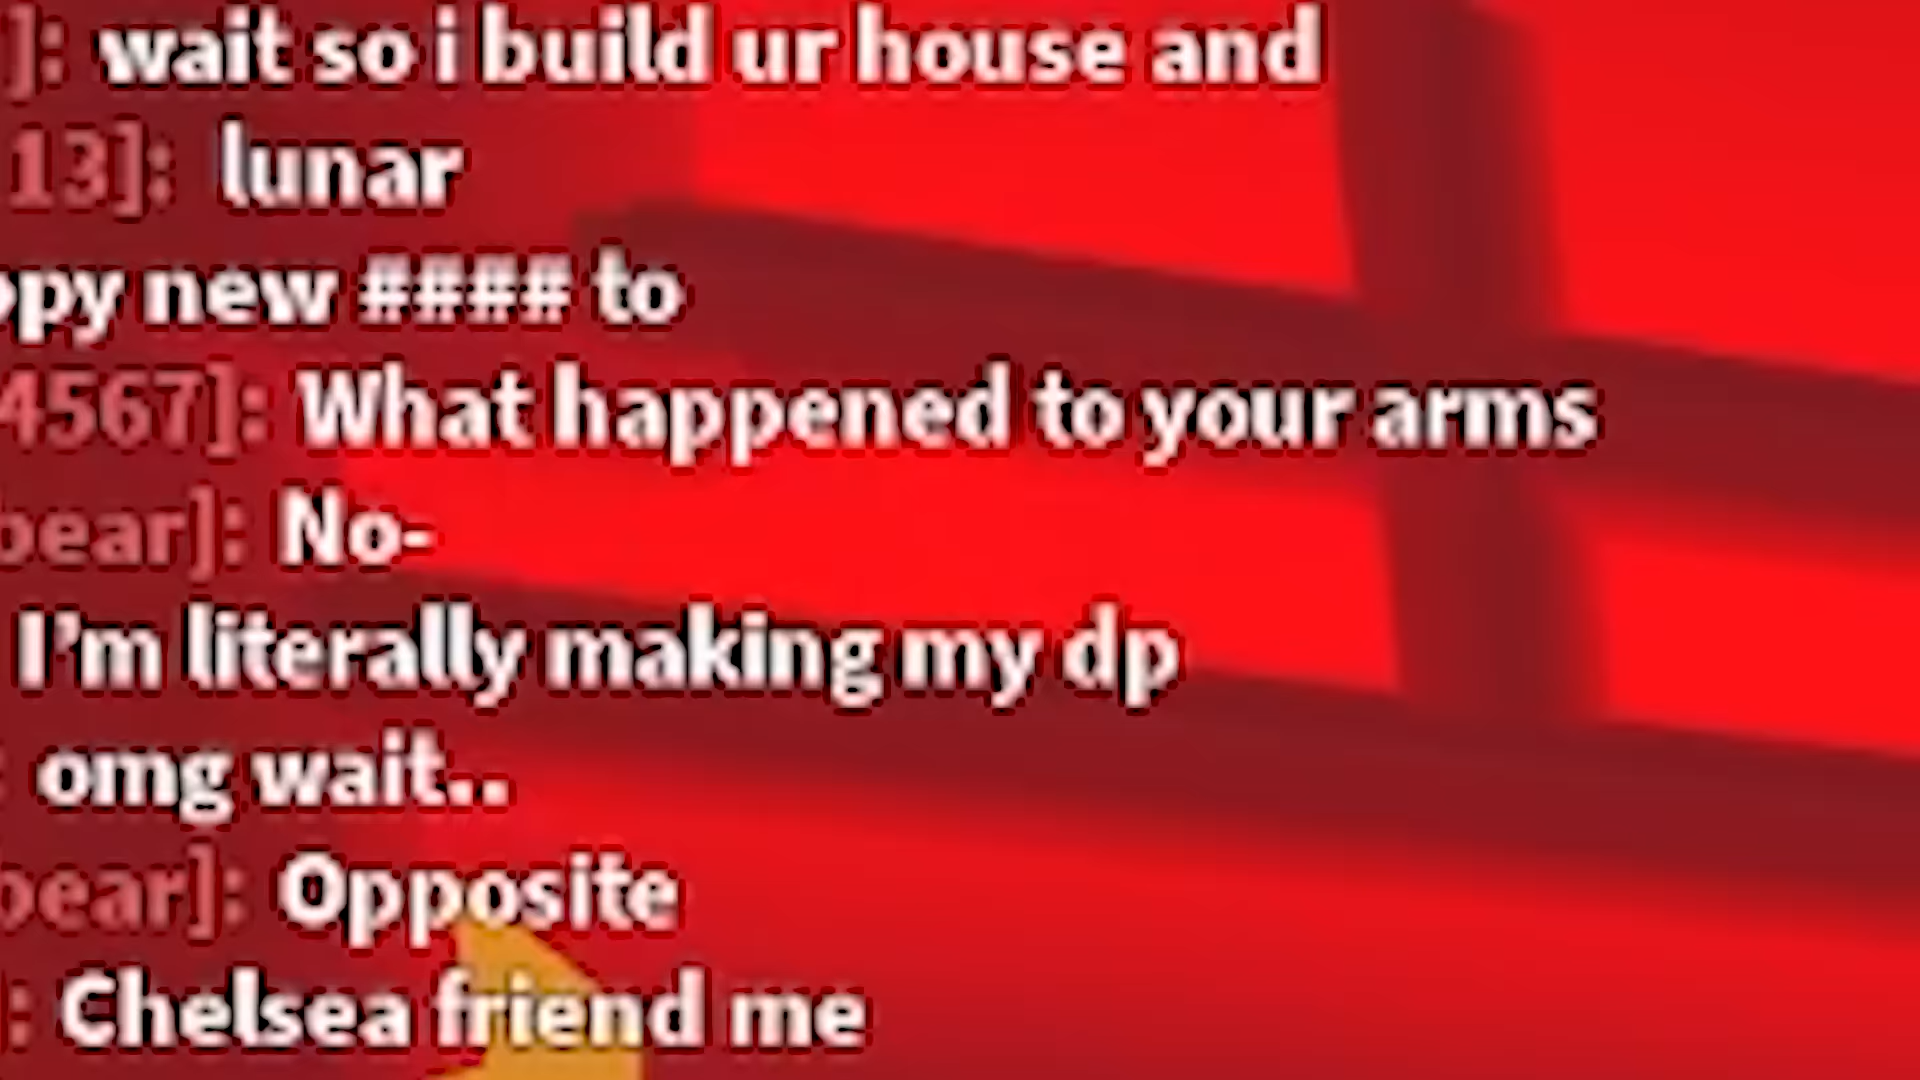 ]: wait so i build ur house and
13]: lunar
ppy new #### to
4567]: What happened to your arms
bear]: No-
I'm literally making my dp
: omg wait..
bear]: Opposite
]: Chelsea friend me